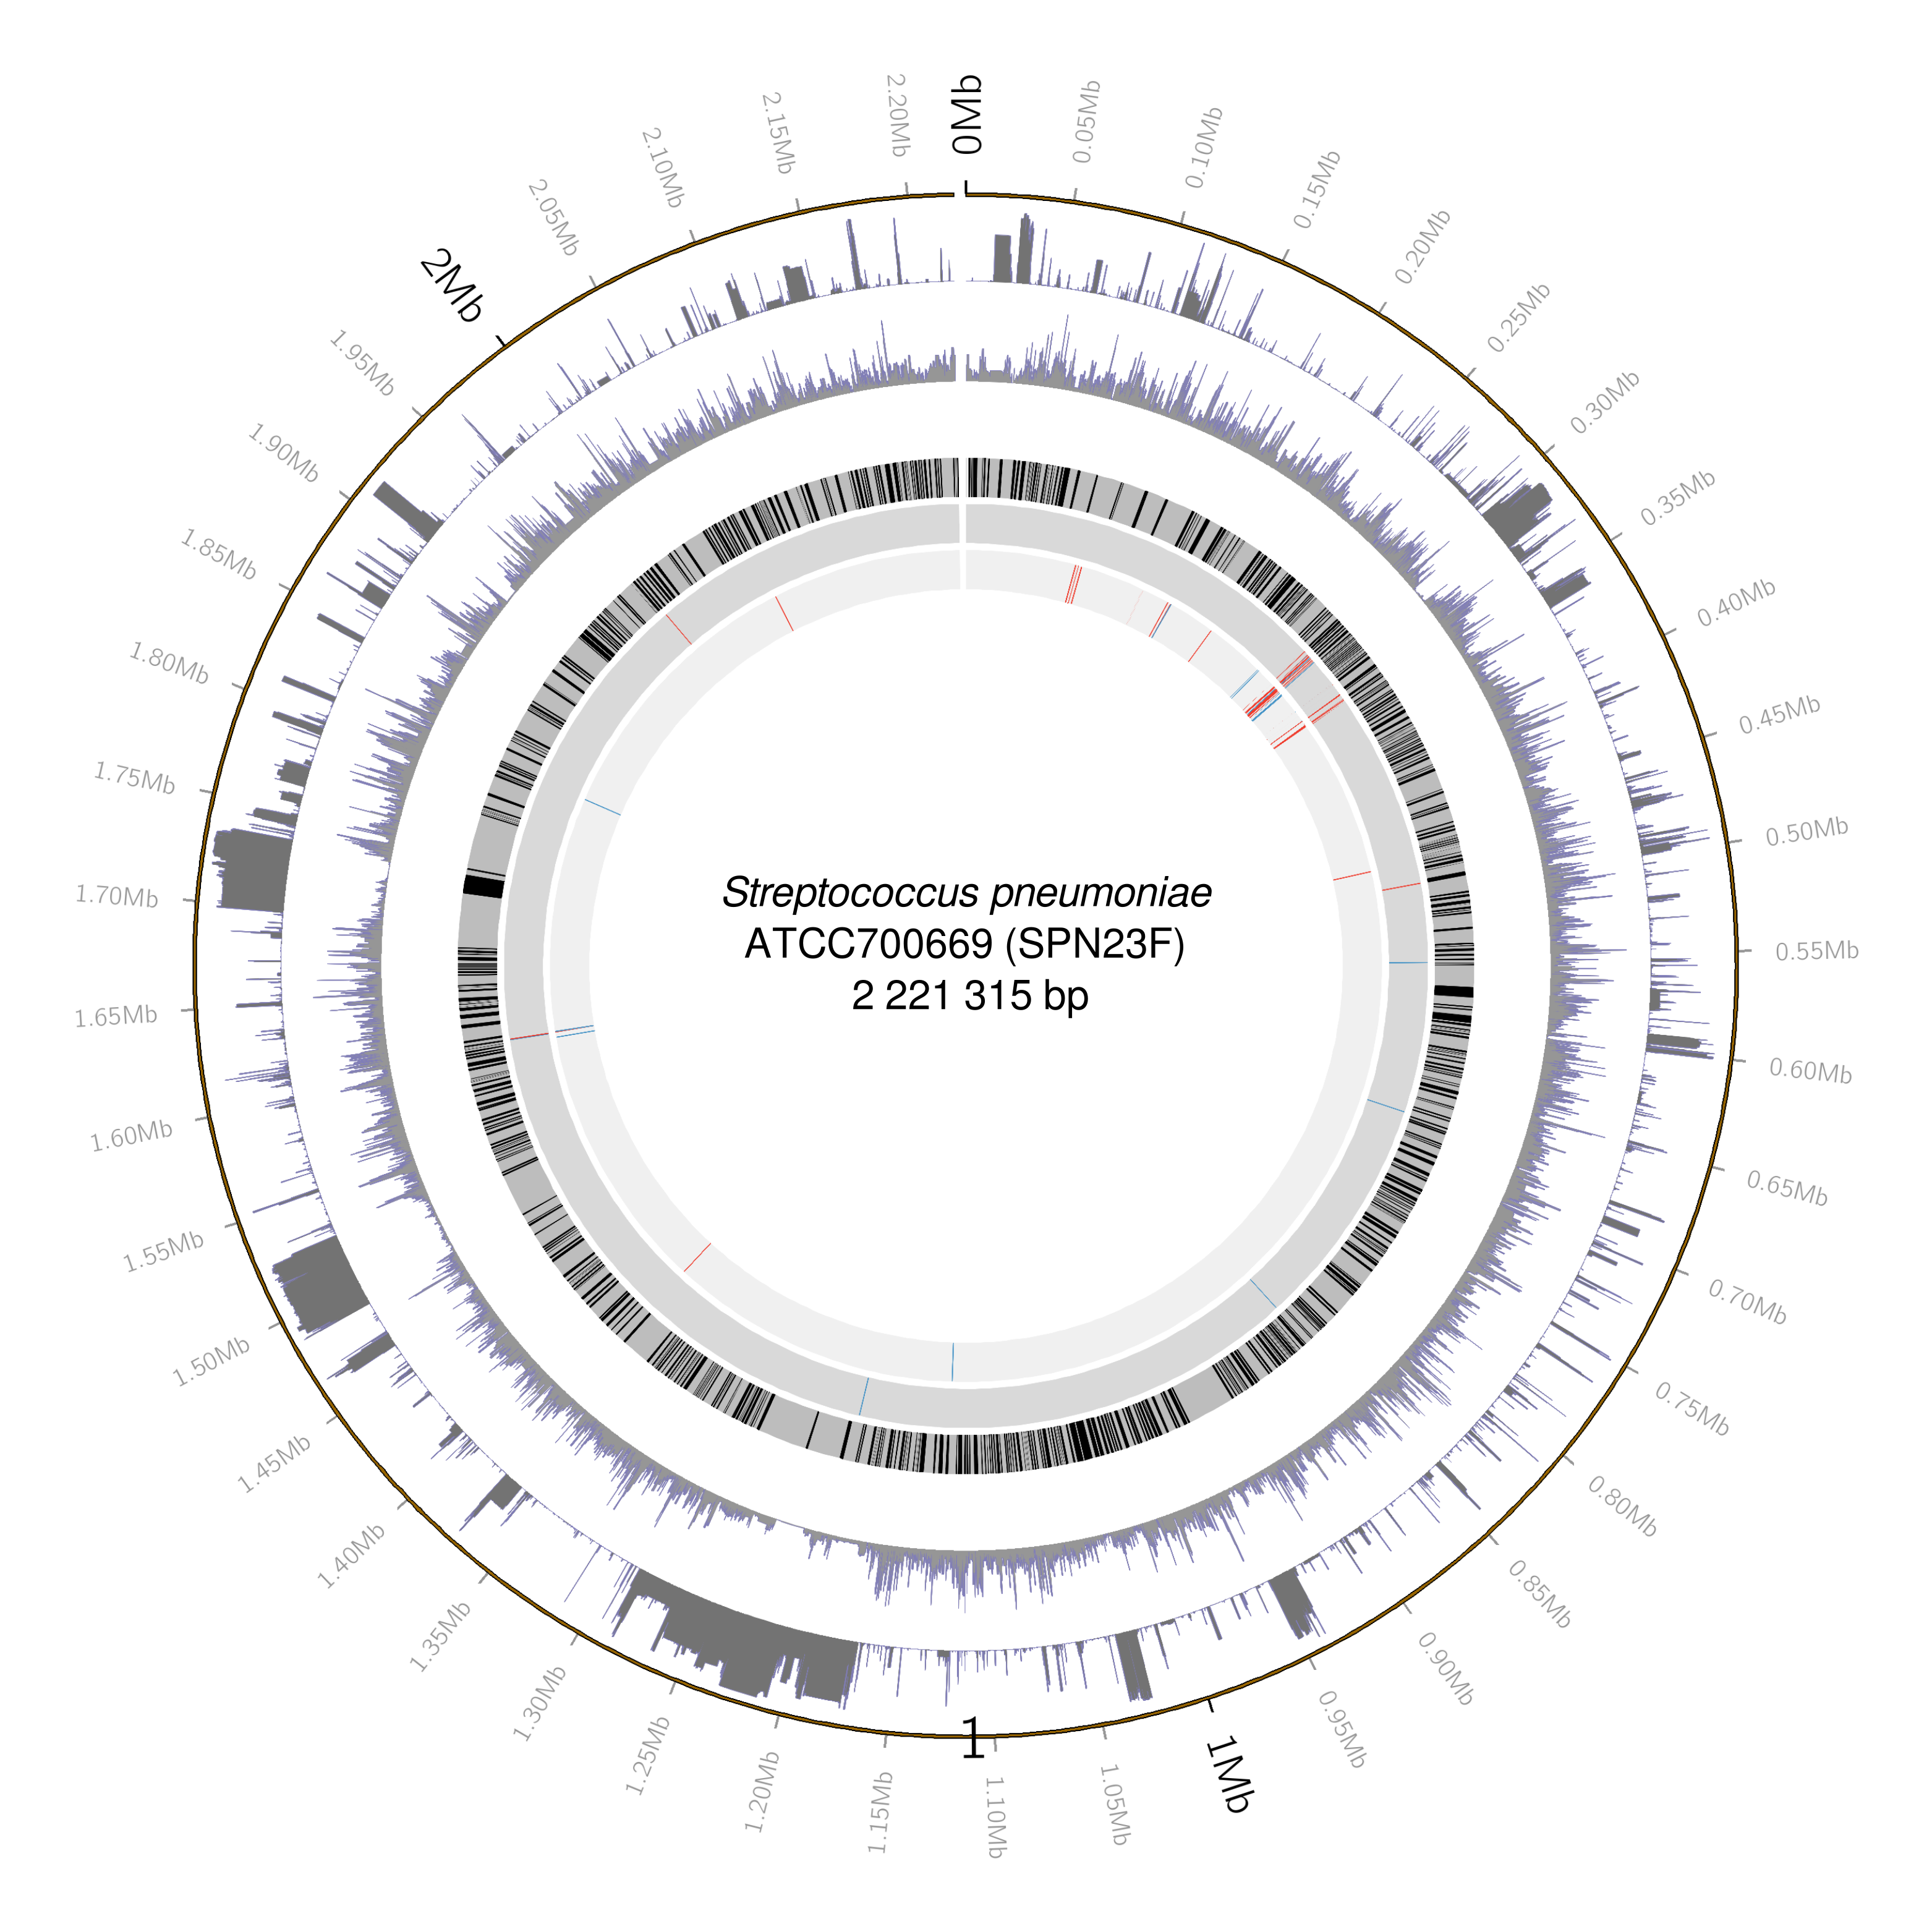 0Mb
0.05Mb
0.10Mb
0.15Mb
0.20Mb
0.25Mb
0.30Mb
0.35Mb
0.40Mb
0.45Mb
0.50Mb
0.55Mb
0.60Mb
0.65Mb
0.70Mb
0.75Mb
0.80Mb
0.85Mb
0.90Mb
0.95Mb
1Mb
1.05Mb
1.10Mb
1
1.15Mb
1.20Mb
1.25Mb
1.30Mb
1.35Mb
1.40Mb
1.45Mb
1.50Mb
1.55Mb
1.60Mb
1.65Mb
1.70Mb
1.75Mb
1.80Mb
1.85Mb
1.90Mb
1.95Mb
2Mb
2.05Mb
2.10Mb
2.15Mb
2.20Mb
Streptococcus pneumoniae
ATCC700669 (SPN23F)
2 221 315 bp